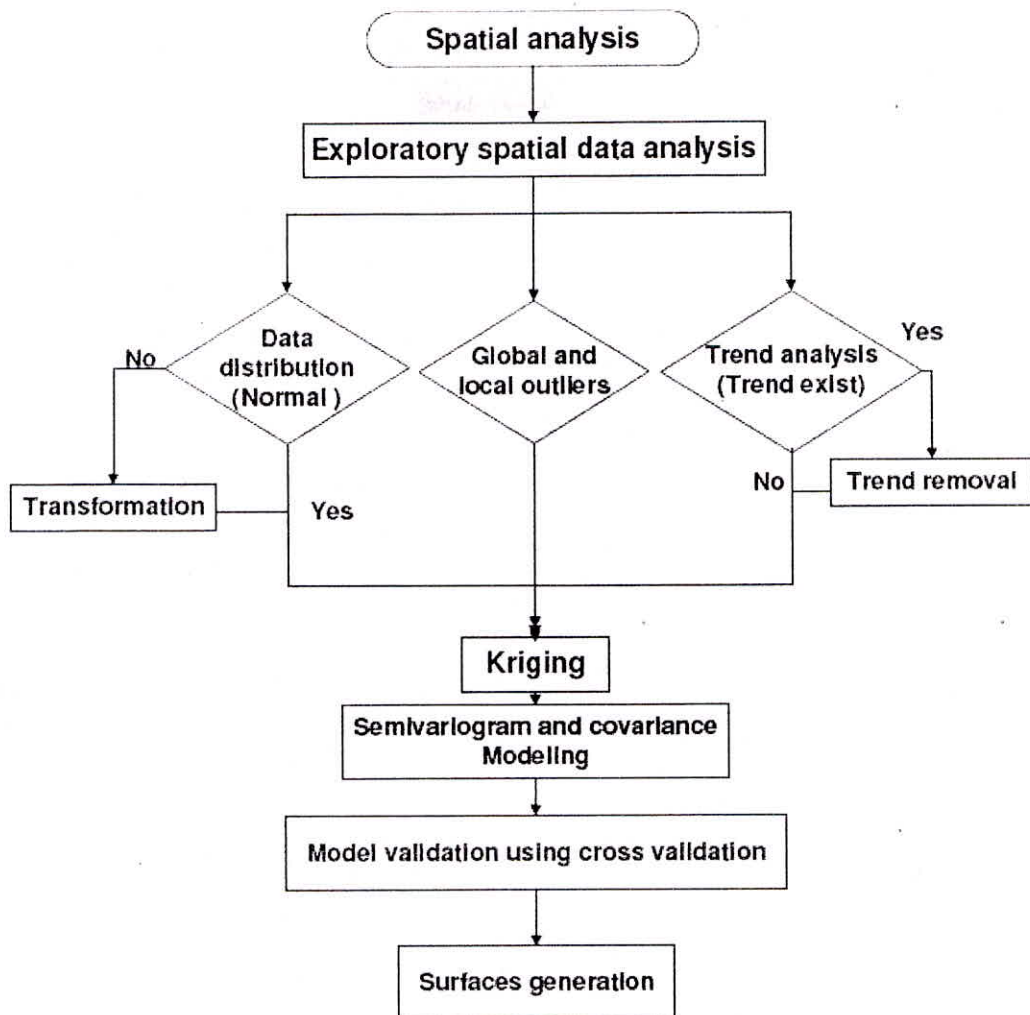 Spatial analysis
Exploratory spatial data analysis
Data
distribution
(Normal)
No
Yes
Transformation
Global and
local outliers
Trend analysis
(Trend exist)
Yes
No
Trend removal
Kriging
Semivariogram and covariance
Modeling
Model validation using cross validation
Surfaces generation